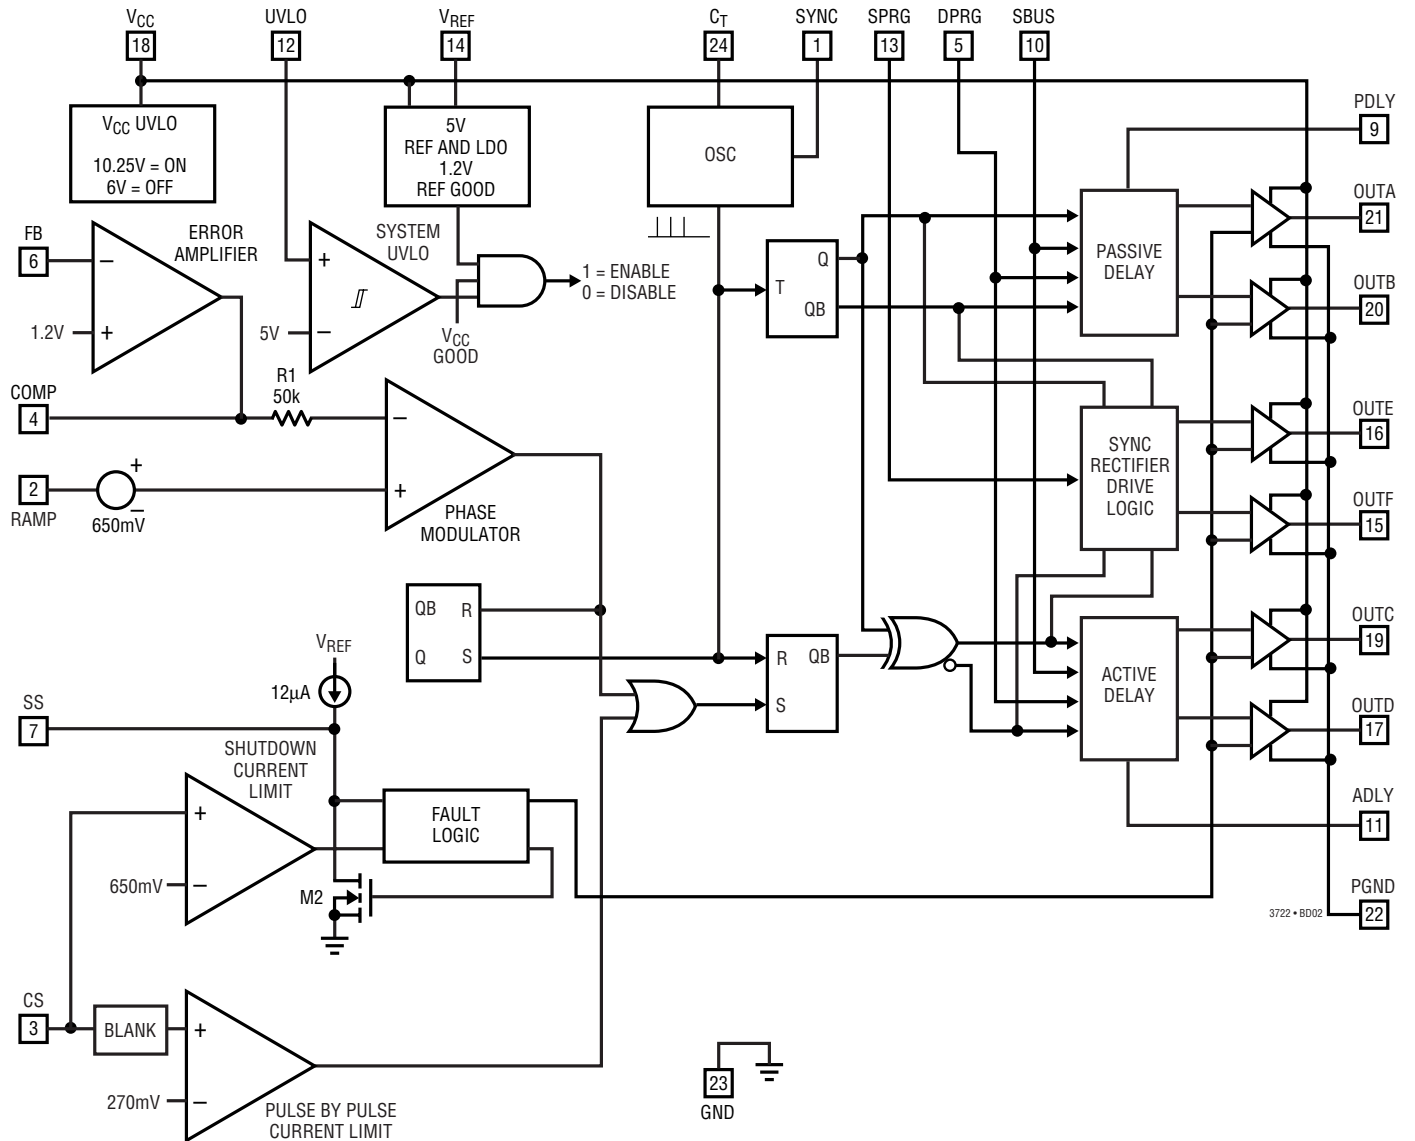 VCC
18
UVLO
12
VREF
14
CT
24
SYNC
1
SPRG
13
DPRG
5
SBUS
10
PDLY
9
VCC UVLO
10.25V = ON
6V = OFF
5V
REF AND LDO
1.2V
REF GOOD
OSC
OUTA
21
FB
6
ERROR
AMPLIFIER
–
+
1.2V
SYSTEM
UVLO
+
–
5V
1 = ENABLE
0 = DISABLE
VCC
GOOD
T
Q
QB
PASSIVE
DELAY
OUTB
20
COMP
4
R1
50k
–
+
PHASE
MODULATOR
2
RAMP
+
–
650mV
SYNC
RECTIFIER
DRIVE
LOGIC
OUTE
16
OUTF
15
QB
R
Q
S
R
QB
S
ACTIVE
DELAY
OUTC
19
OUTD
17
VREF
12µA
SS
7
SHUTDOWN
CURRENT
LIMIT
+
–
650mV
FAULT
LOGIC
M2
ADLY
11
PGND
22
3722 • BD02
CS
3
BLANK
+
–
270mV
PULSE BY PULSE
CURRENT LIMIT
23
GND